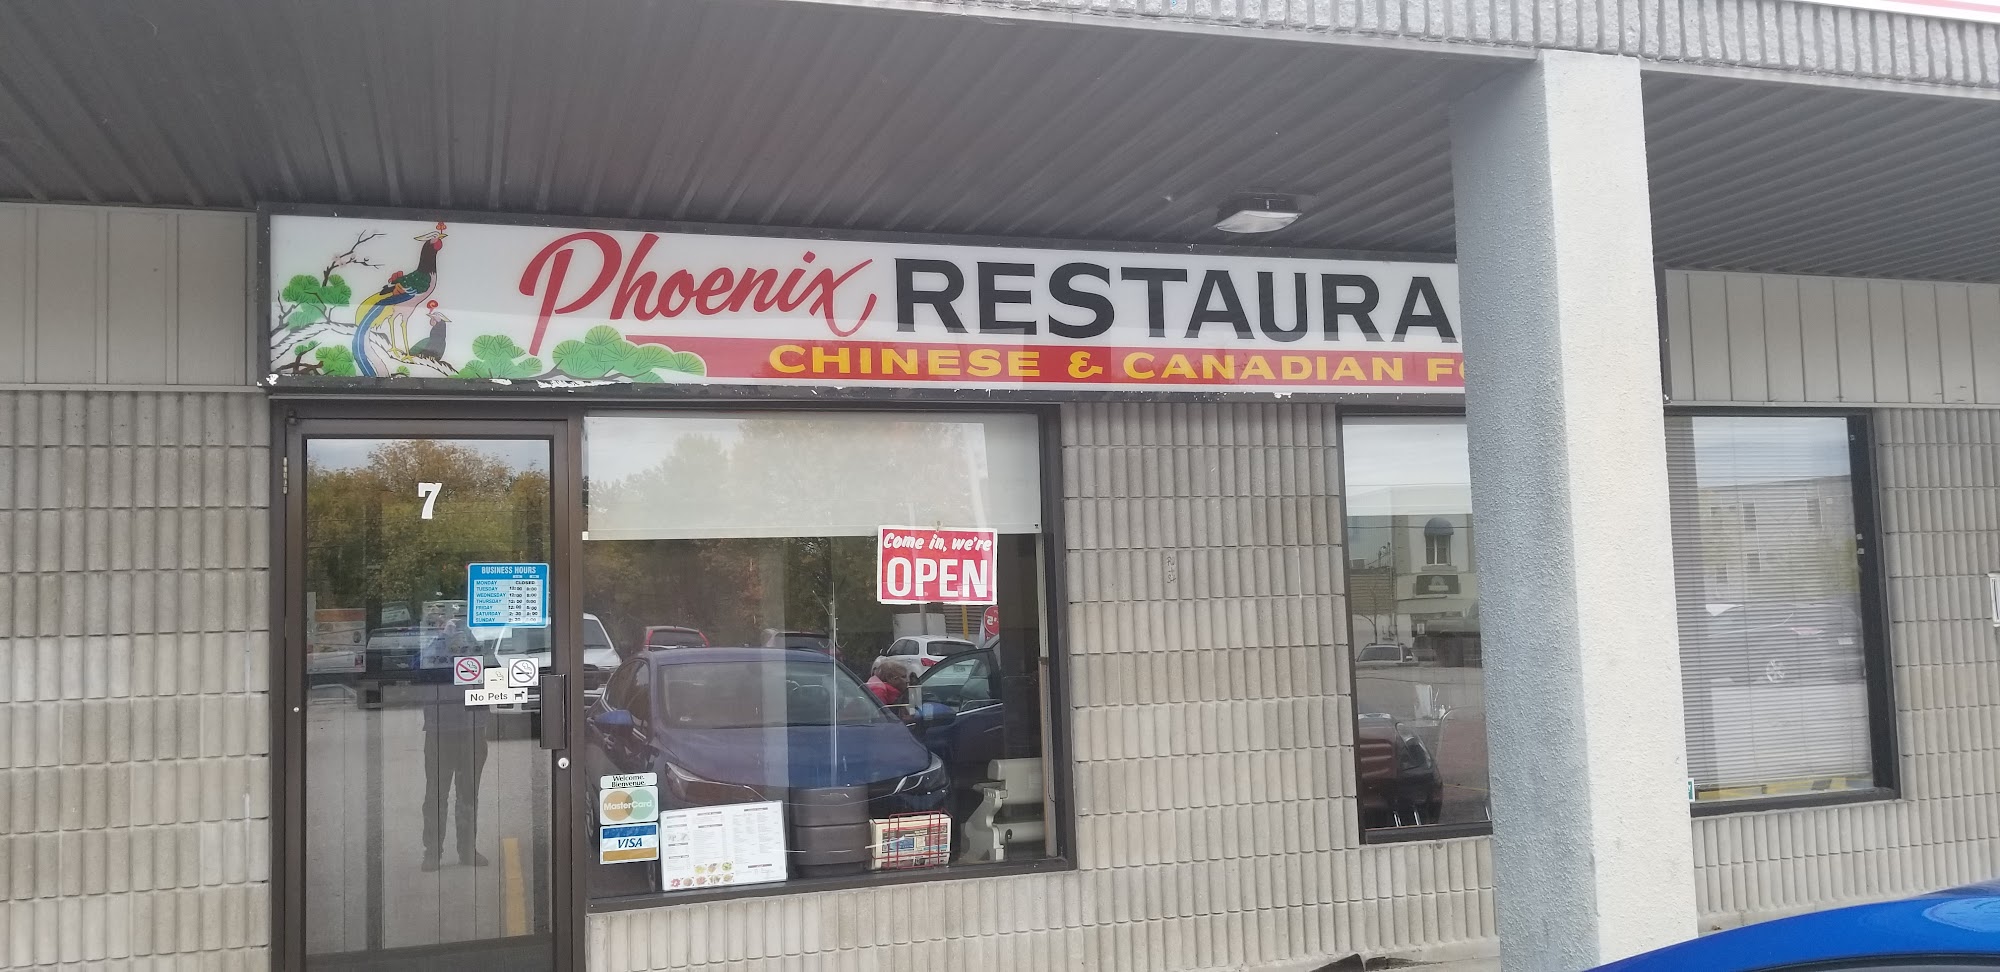 Phoenix RESTAURA
CHINESE & CANADIAN FO
7
Come in, we're
OPEN
BUSINESS HOURS
MONDAY CLOSED
TUESDAY
WEDNESDAY
THURSDAY
FRIDAY
SATURDAY
SUNDAY
No Pets
Welcome.
Bienvenue.
MasterCard
VISA